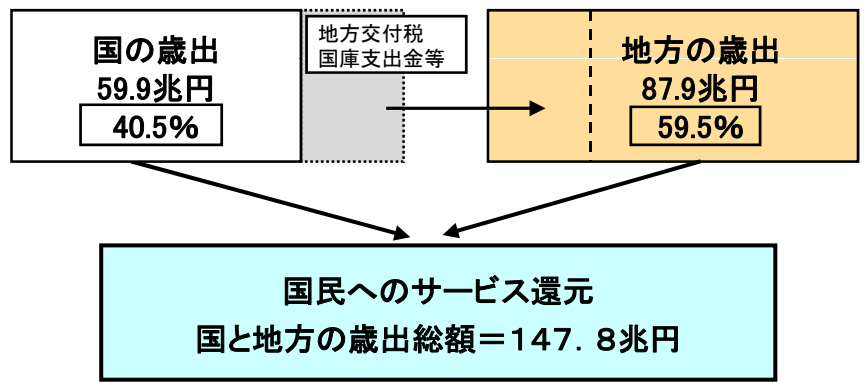 国の歳出
59.9兆円
40.5%
地方交付税
国庫支出金等
地方の歳出
87.9兆円
59.5%
国民へのサービス還元
国と地方の歳出総額＝１４７．８兆円